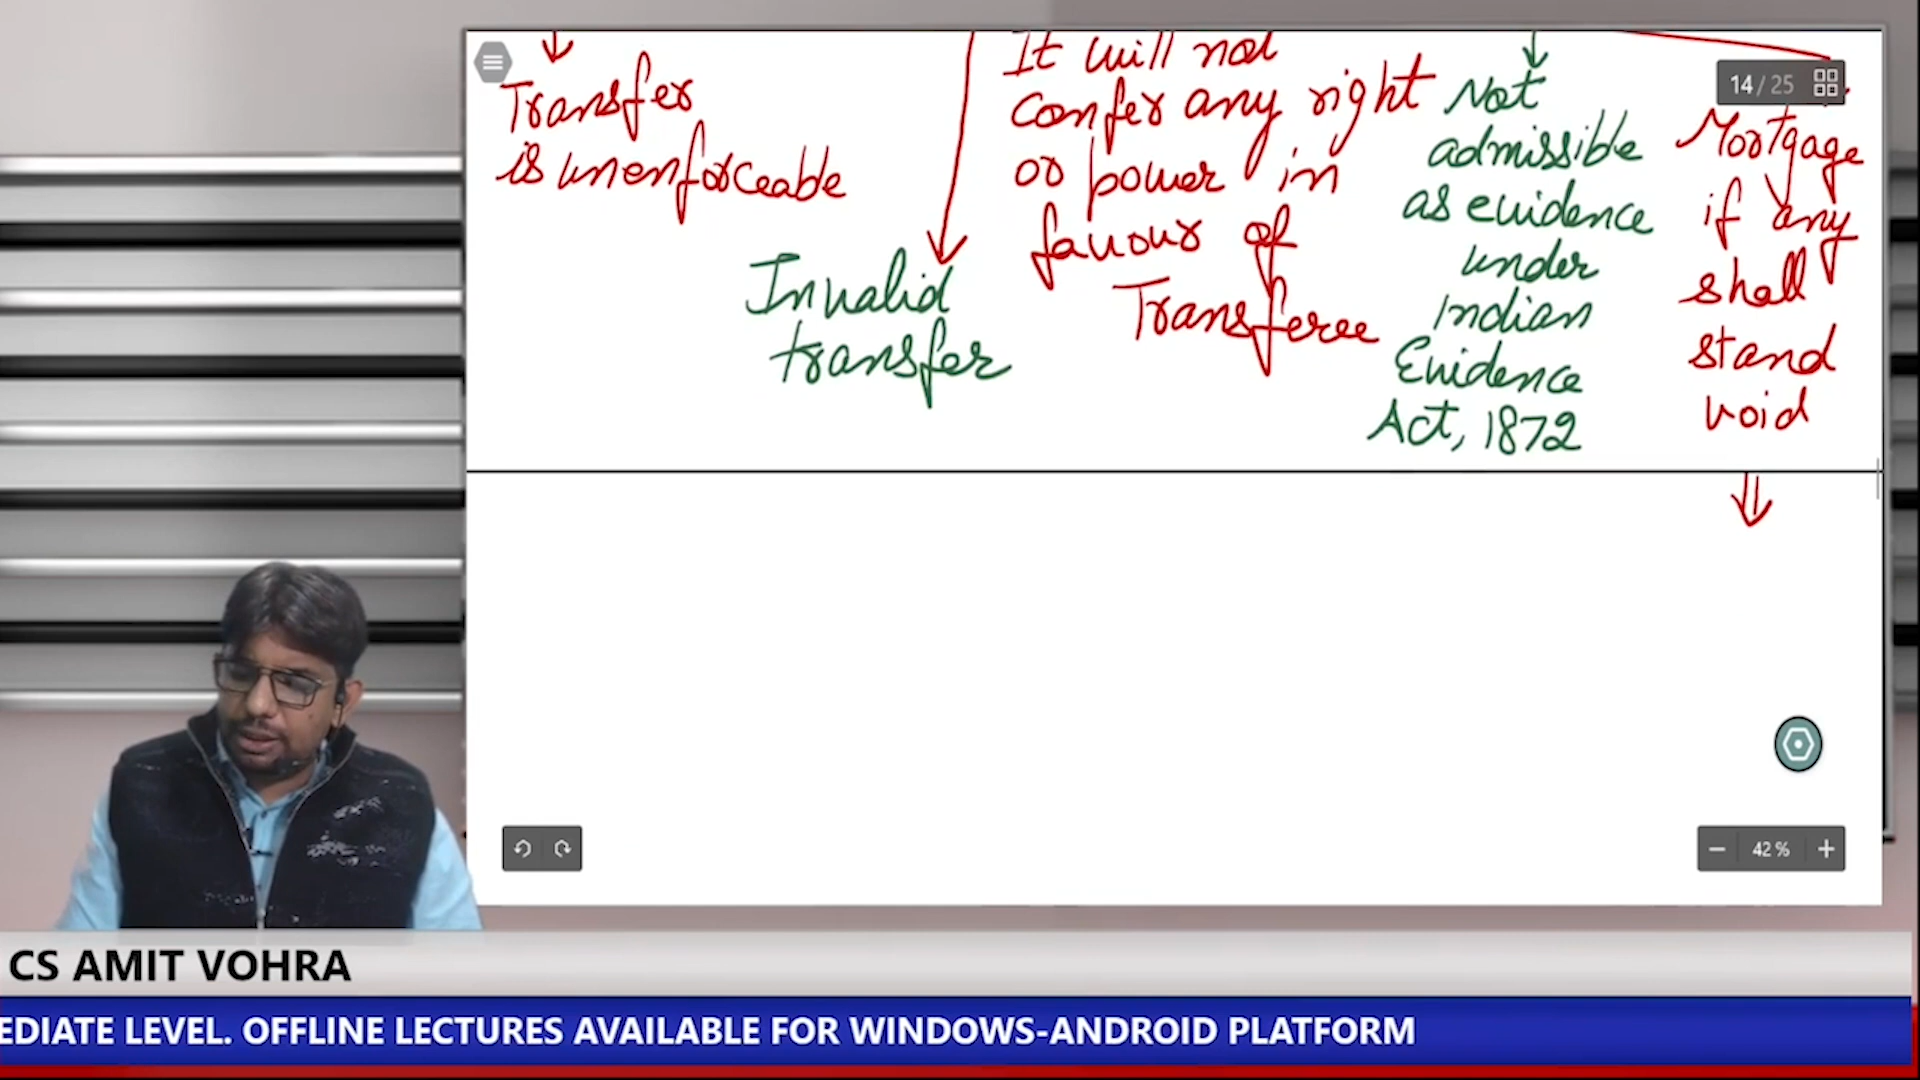 Transfer
is unenforceable
Invalid
transfer
It will not
confer any right
or power in
favour of
Transferee
Not
admissible
as evidence
under
Indian
Evidence
Act, 1872
14 / 25
Mortgage
if any
shall
stand
void
42 %
CS AMIT VOHRA
EDIATE LEVEL. OFFLINE LECTURES AVAILABLE FOR WINDOWS-ANDROID PLATFORM